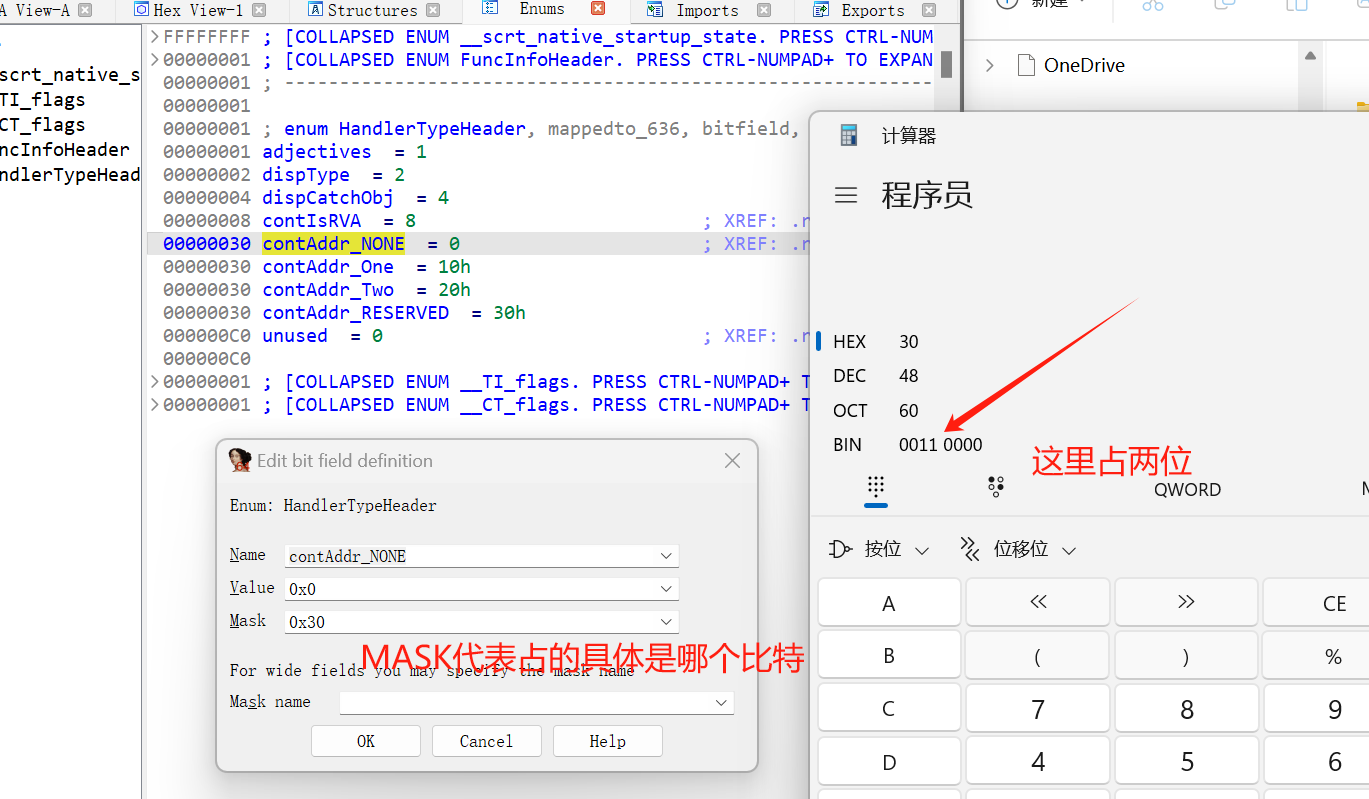 A View-A
Hex View-1
Structures
Enums
Imports
Exports
新建
scrt_native_s
TI_flags
CT_flags
ncInfoHeader
ndlerTypeHead
FFFFFFFF ; [COLLAPSED ENUM __scrt_native_startup_state. PRESS CTRL-NUM
00000001 ; [COLLAPSED ENUM FuncInfoHeader. PRESS CTRL-NUMPAD+ TO EXPAN
00000001 ; ---------------------------------------------------------------
00000001
00000001 ; enum HandlerTypeHeader, mappedto_636, bitfield,
00000001 adjectives = 1
00000002 dispType = 2
00000004 dispCatchObj = 4
00000008 contIsRVA = 8 ; XREF: .r
00000030 contAddr_NONE = 0 ; XREF: .r
00000030 contAddr_One = 10h
00000030 contAddr_Two = 20h
00000030 contAddr_RESERVED = 30h
000000C0 unused = 0 ; XREF: .r
000000C0
00000001 ; [COLLAPSED ENUM __TI_flags. PRESS CTRL-NUMPAD+ T
00000001 ; [COLLAPSED ENUM __CT_flags. PRESS CTRL-NUMPAD+ T
Edit bit field definition
Enum: HandlerTypeHeader
Name contAddr_NONE
Value 0x0
Mask 0x30
MASK代表占的具体是哪个比特
For wide fields you may specify the mask name
Mask name
OK Cancel Help
OneDrive
计算器
程序员
HEX 30
DEC 48
OCT 60
BIN 0011 0000
这里占两位
QWORD
按位 位移位
A << >> CE
B ( ) %
C 7 8 9
D 4 5 6